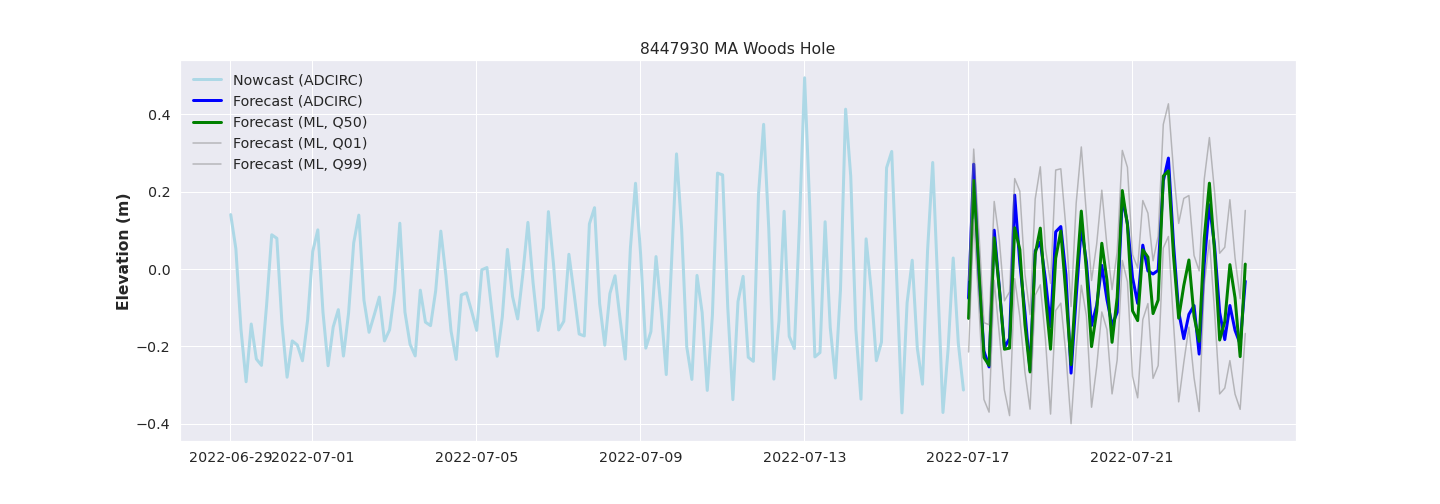 8447930 MA Woods Hole
Nowcast (ADCIRC)
Forecast (ADCIRC)
Forecast (ML, Q50)
Forecast (ML, Q01)
Forecast (ML, Q99)
Elevation (m)
0.4
0.2
0.0
−0.2
−0.4
2022-06-29 2022-07-01 2022-07-05 2022-07-09 2022-07-13 2022-07-17 2022-07-21